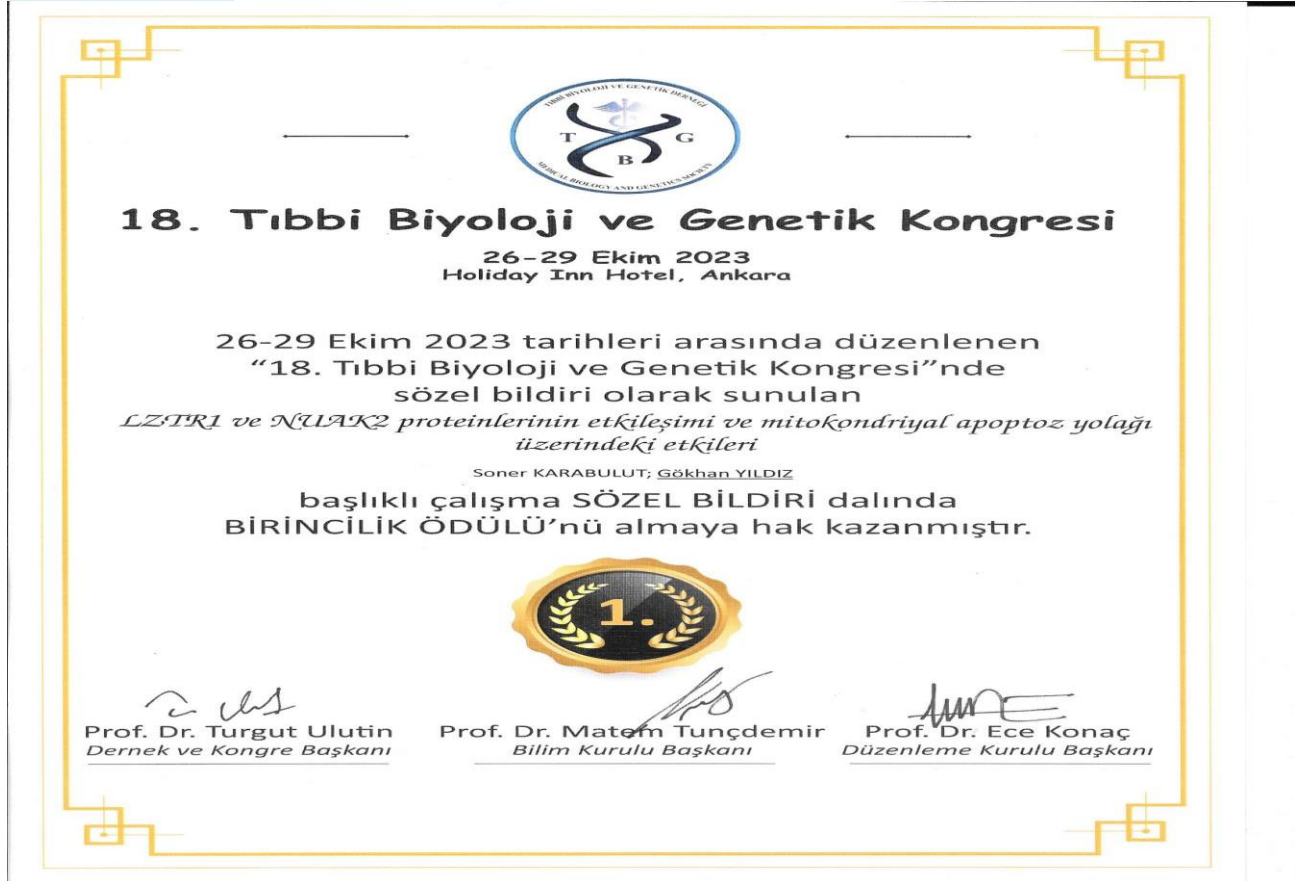 TIBBİ BİYOLOJİ VE GENETİK DERNEĞİ
T G
B
MEDICAL BIOLOGY AND GENETICS SOCIETY
18. Tıbbi Biyoloji ve Genetik Kongresi
26-29 Ekim 2023
Holiday Inn Hotel, Ankara
26-29 Ekim 2023 tarihleri arasında düzenlenen
“18. Tıbbi Biyoloji ve Genetik Kongresi”nde
sözel bildiri olarak sunulan
LZTR1 ve NUAK2 proteinlerinin etkileşimi ve mitokondriyal apoptoz yolağı
üzerindeki etkileri
Soner KARABULUT; Gökhan YILDIZ
başlıklı çalışma SÖZEL BİLDİRİ dalında
BİRİNCİLİK ÖDÜLÜ’nü almaya hak kazanmıştır.
1.
Prof. Dr. Turgut Ulutin Prof. Dr. Matem Tunçdemir Prof. Dr. Ece Konaç
Dernek ve Kongre Başkanı Bilim Kurulu Başkanı Düzenleme Kurulu Başkanı